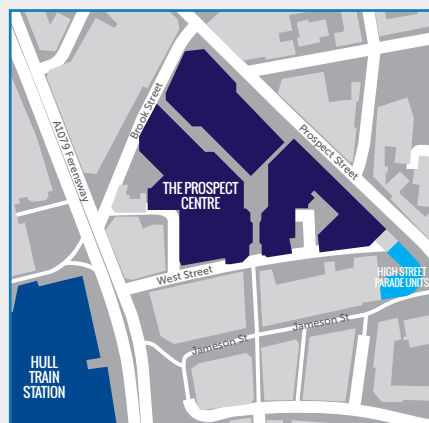 Brook Street
A1079 Ferensway
Prospect Street
THE PROSPECT
CENTRE
West Street
HIGH STREET
PARADE UNITS
Jameson St
Jameson St
HULL
TRAIN
STATION